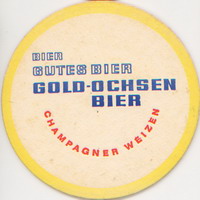 BIER
GUTES BIER
GOLD-OCHSEN
BIER
CHAMPAGNER WEIZEN